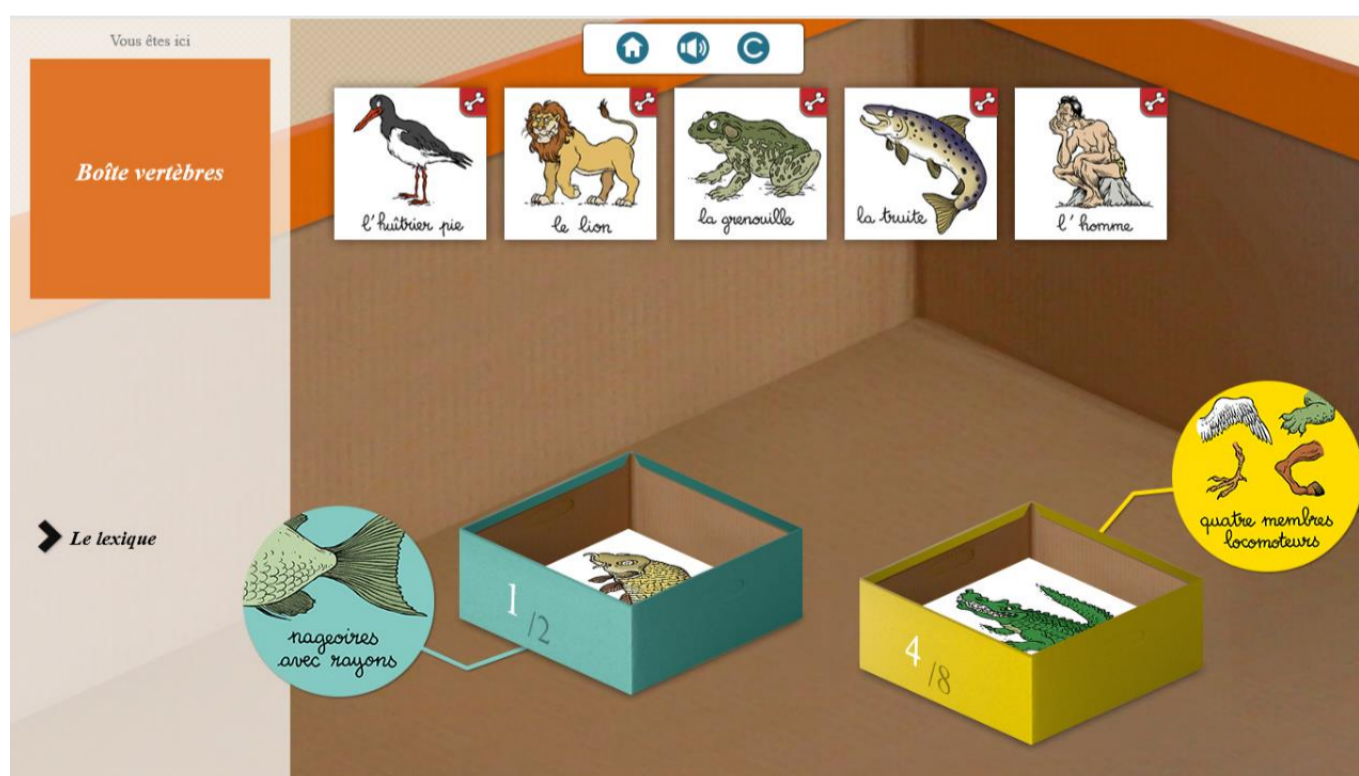 Vous êtes ici
Boîte vertèbres
l'huîtrier pie
le lion
la grenouille
la truite
l'homme
quatre membres
locomoteurs
Le lexique
nageoires
avec rayons
1 /2
4 /8